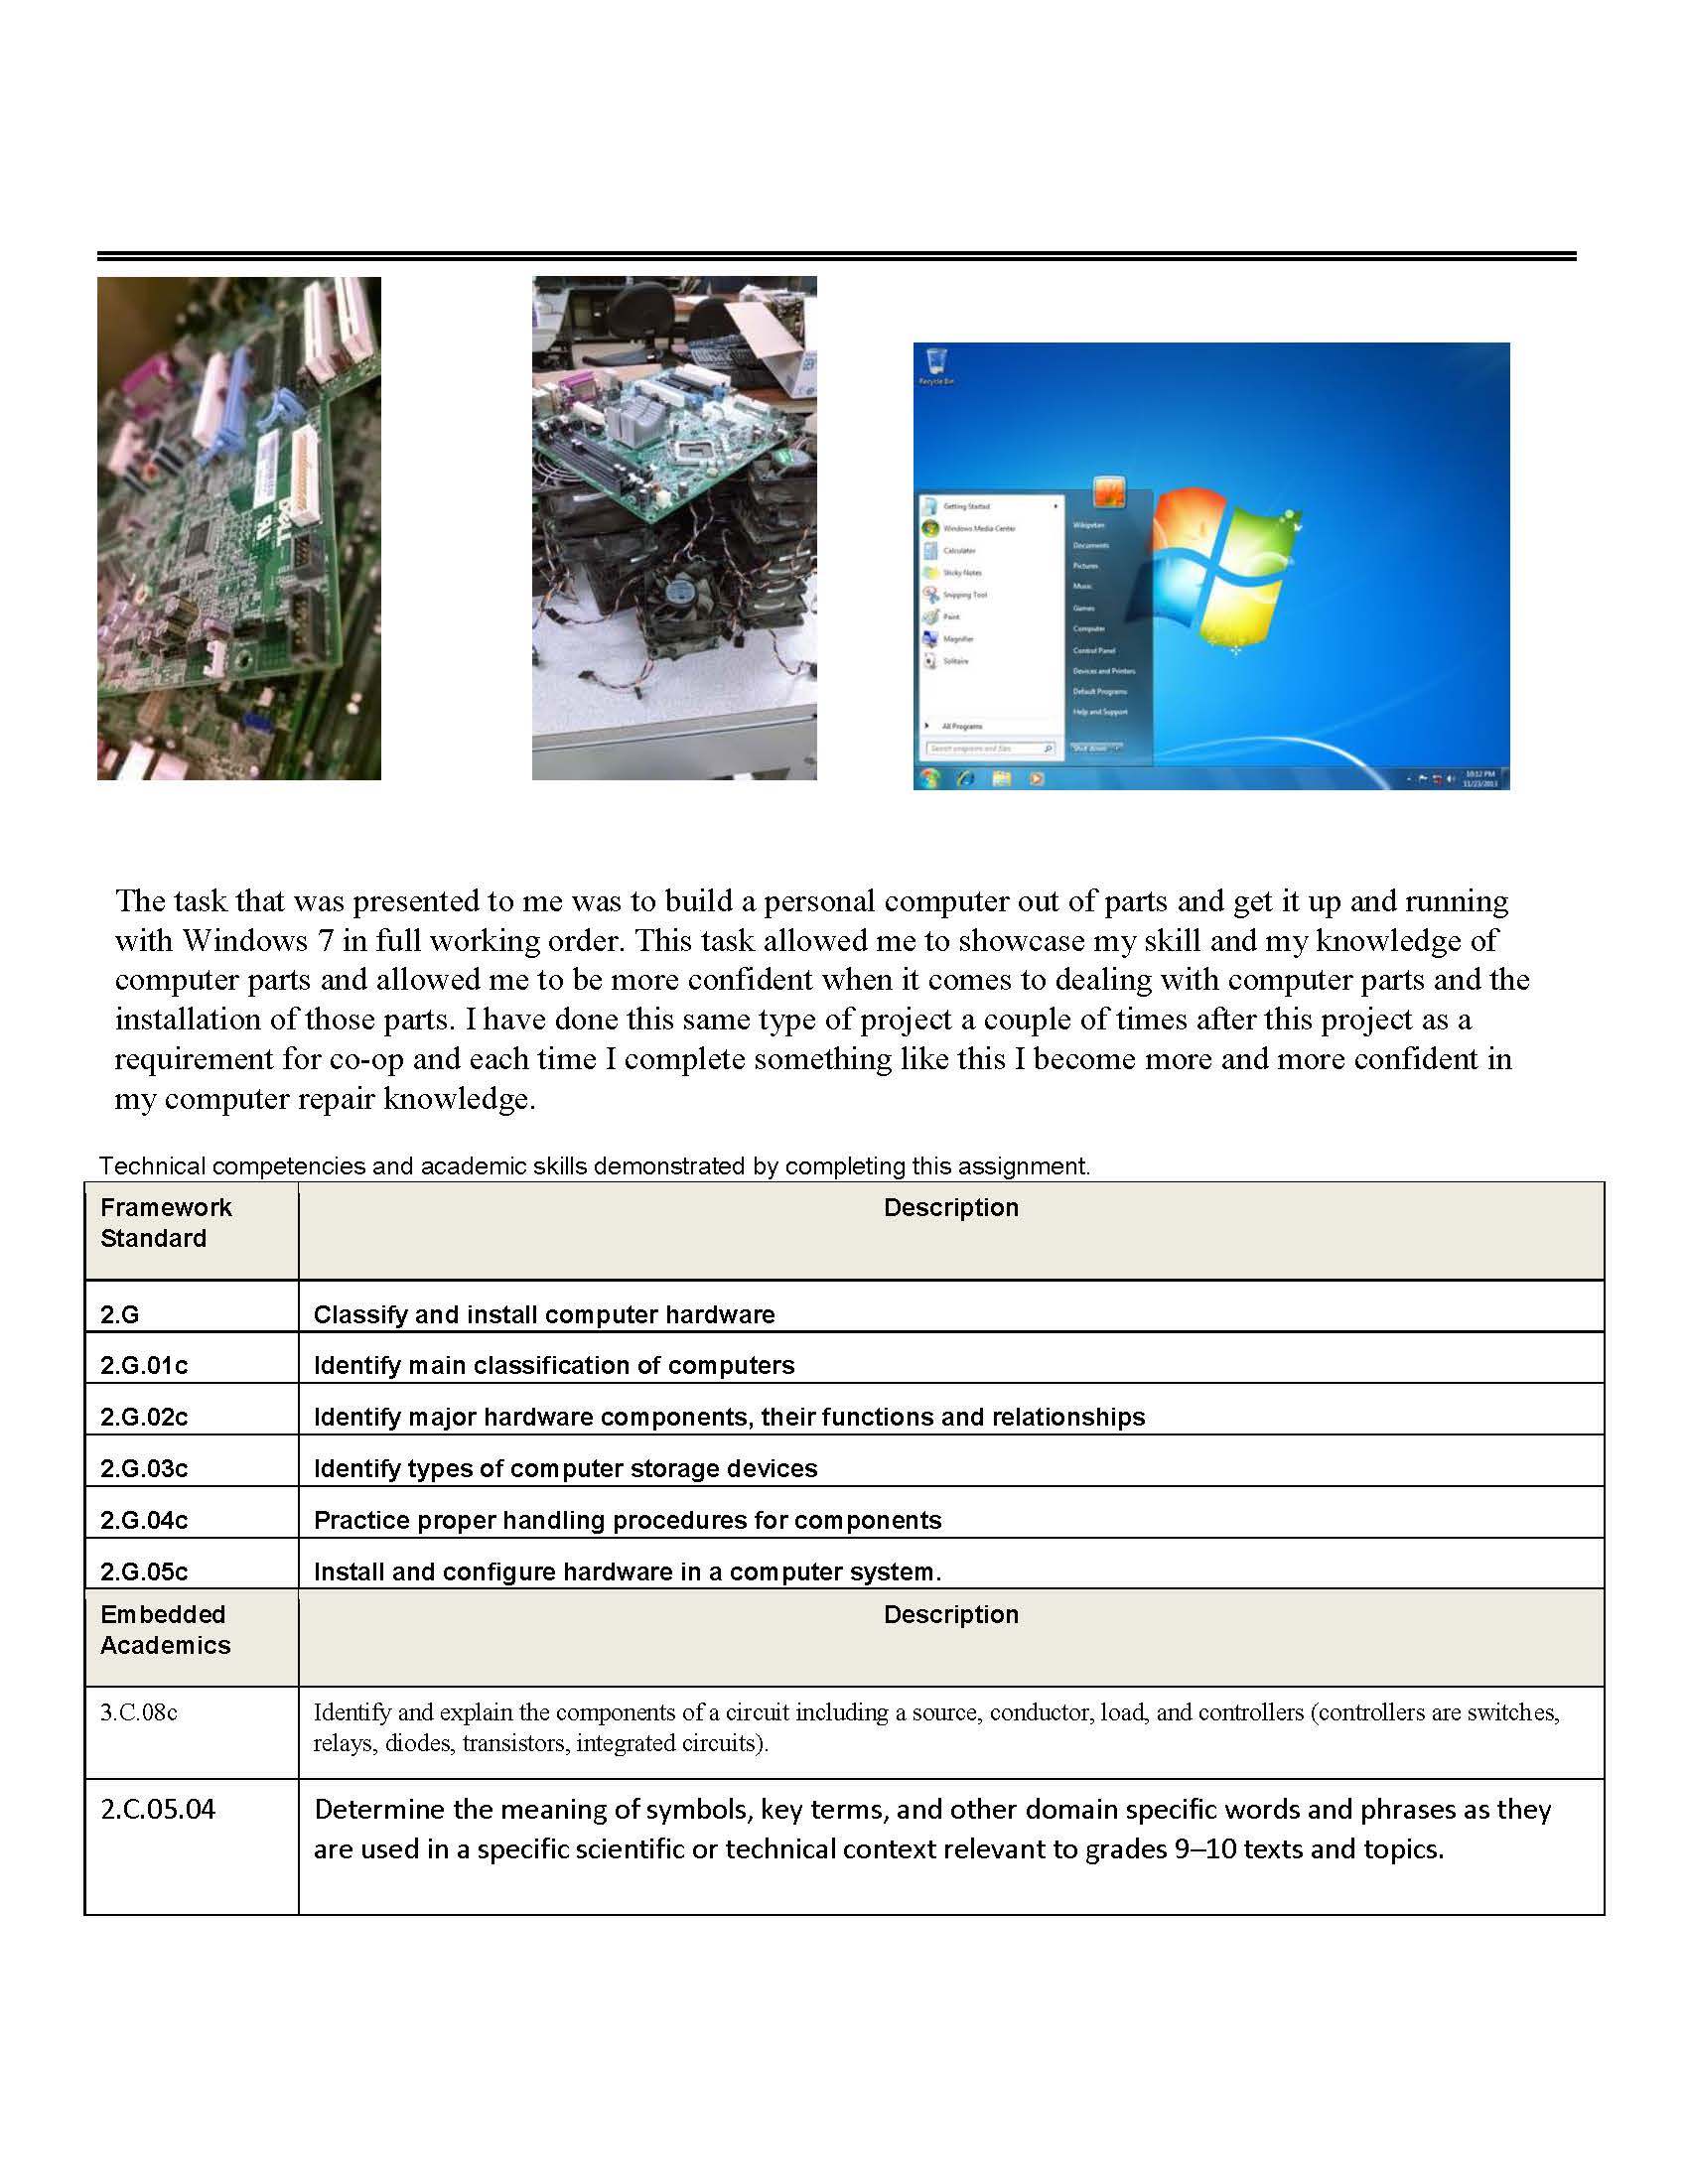 DELL
Recycle Bin
Getting Started
Windows Media Center
Calculator
Sticky Notes
Snipping Tool
Paint
Magnifier
Solitaire
All Programs
Search programs and files
Wikipetan
Documents
Pictures
Music
Games
Computer
Control Panel
Devices and Printers
Default Programs
Help and Support
Shut down
10:12 PM
11/23/2013
The task that was presented to me was to build a personal computer out of parts and get it up and running
with Windows 7 in full working order. This task allowed me to showcase my skill and my knowledge of
computer parts and allowed me to be more confident when it comes to dealing with computer parts and the
installation of those parts. I have done this same type of project a couple of times after this project as a
requirement for co-op and each time I complete something like this I become more and more confident in
my computer repair knowledge.
Technical competencies and academic skills demonstrated by completing this assignment.
Framework Description
Standard
2.G Classify and install computer hardware
2.G.01c Identify main classification of computers
2.G.02c Identify major hardware components, their functions and relationships
2.G.03c Identify types of computer storage devices
2.G.04c Practice proper handling procedures for components
2.G.05c Install and configure hardware in a computer system.
Embedded Description
Academics
3.C.08c Identify and explain the components of a circuit including a source, conductor, load, and controllers (controllers are switches,
relays, diodes, transistors, integrated circuits).
2.C.05.04 Determine the meaning of symbols, key terms, and other domain specific words and phrases as they
are used in a specific scientific or technical context relevant to grades 9–10 texts and topics.